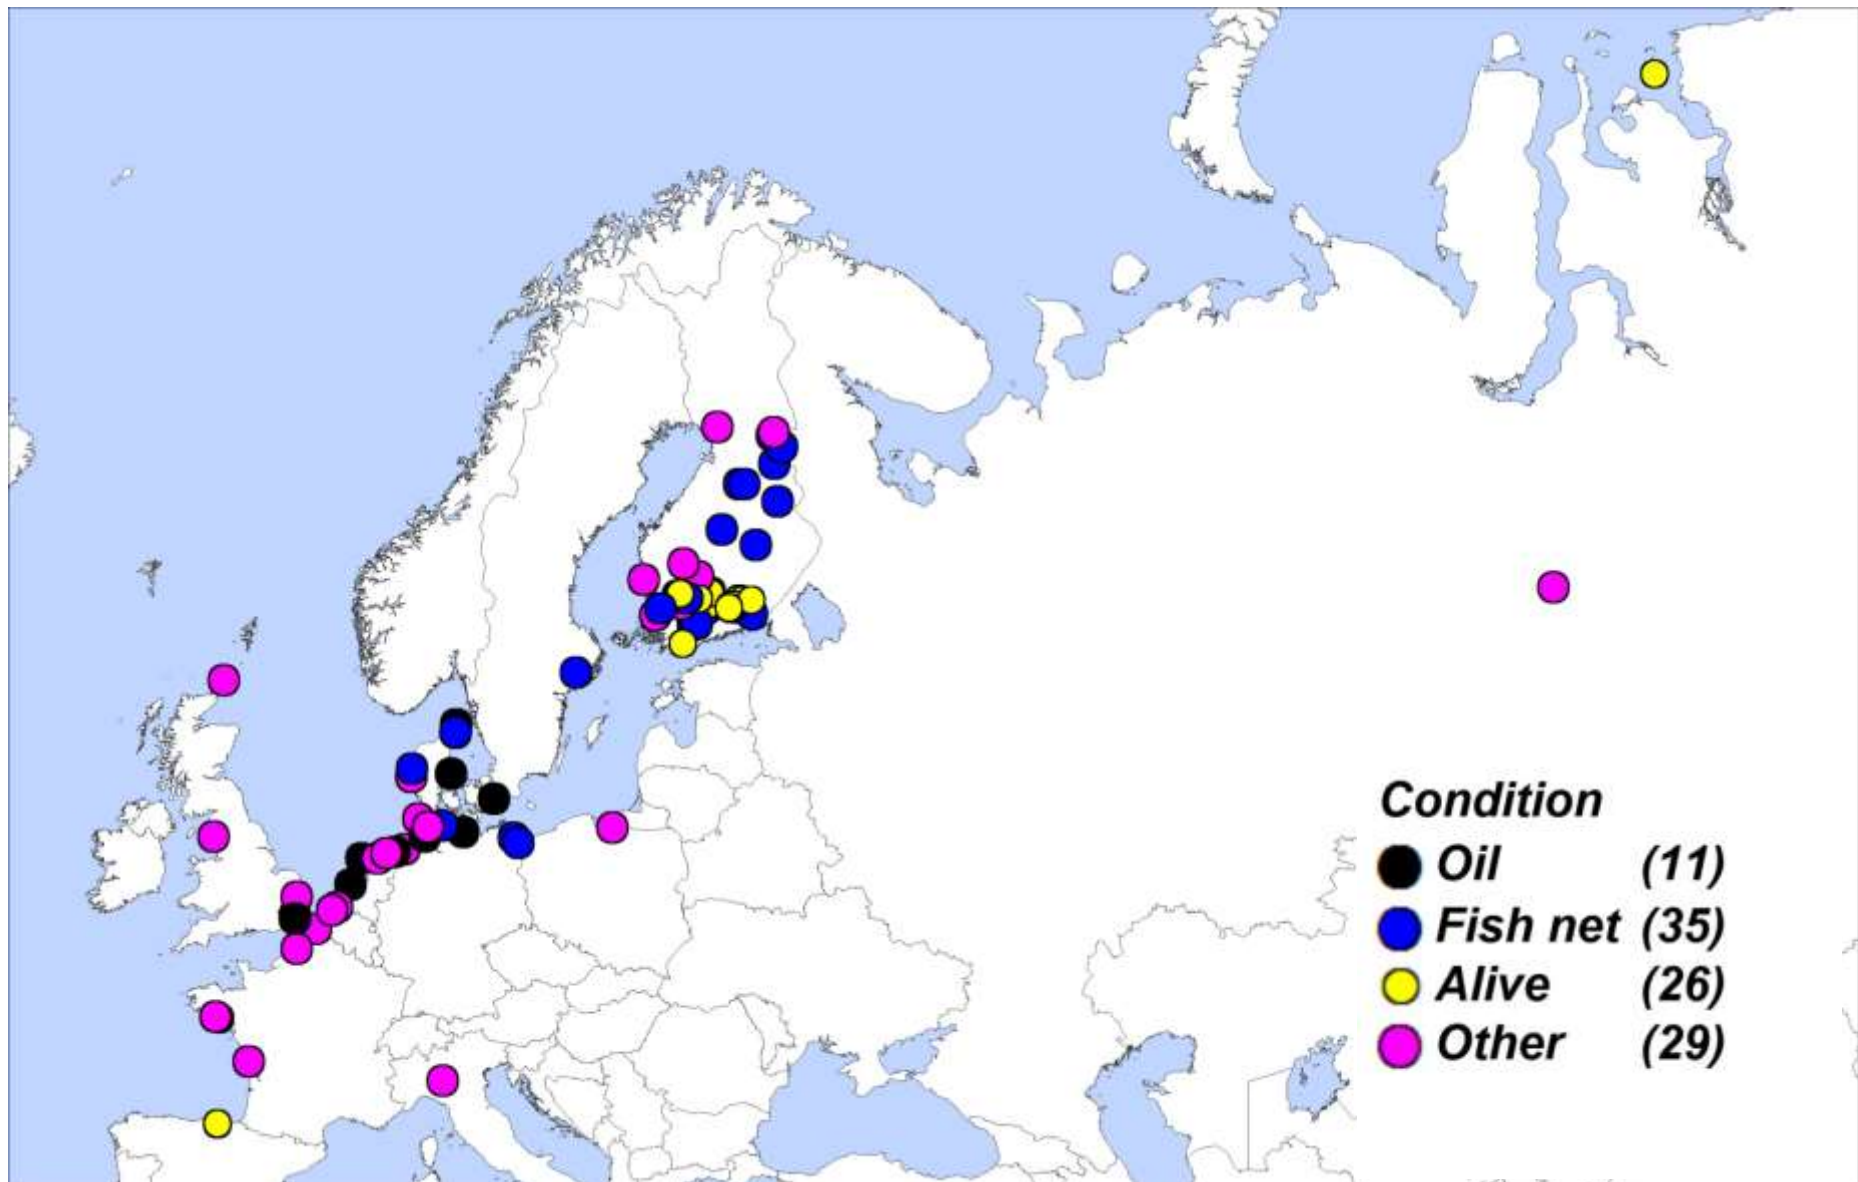 Condition
Oil (11)
Fish net (35)
Alive (26)
Other (29)